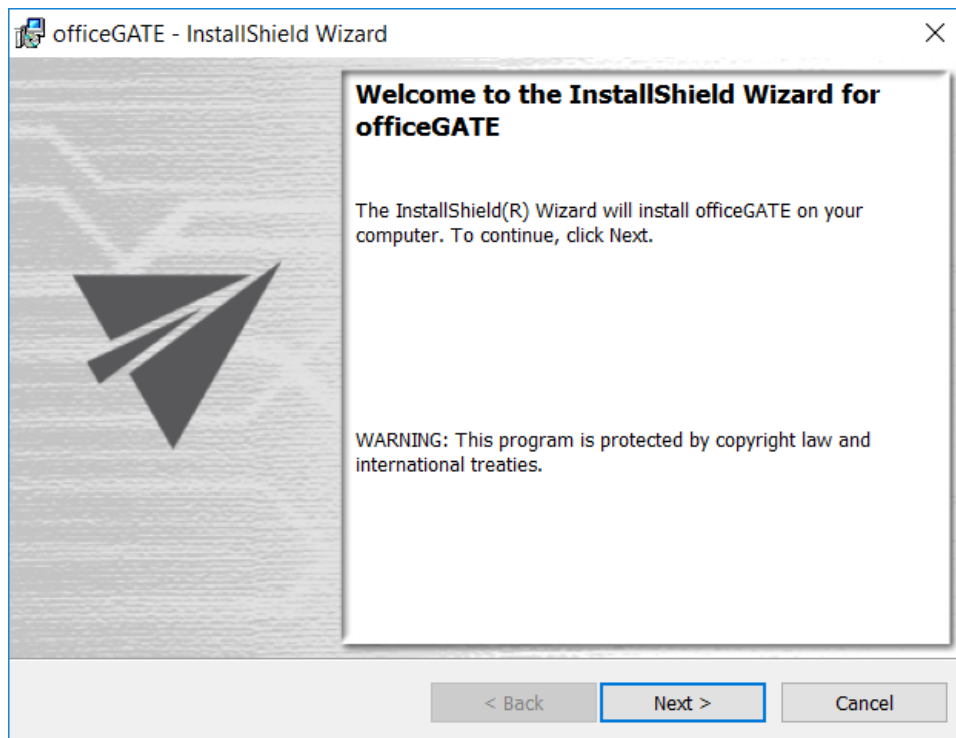 officeGATE - InstallShield Wizard
Welcome to the InstallShield Wizard for
officeGATE
The InstallShield(R) Wizard will install officeGATE on your
computer. To continue, click Next.
WARNING: This program is protected by copyright law and
international treaties.
< Back
Next >
Cancel